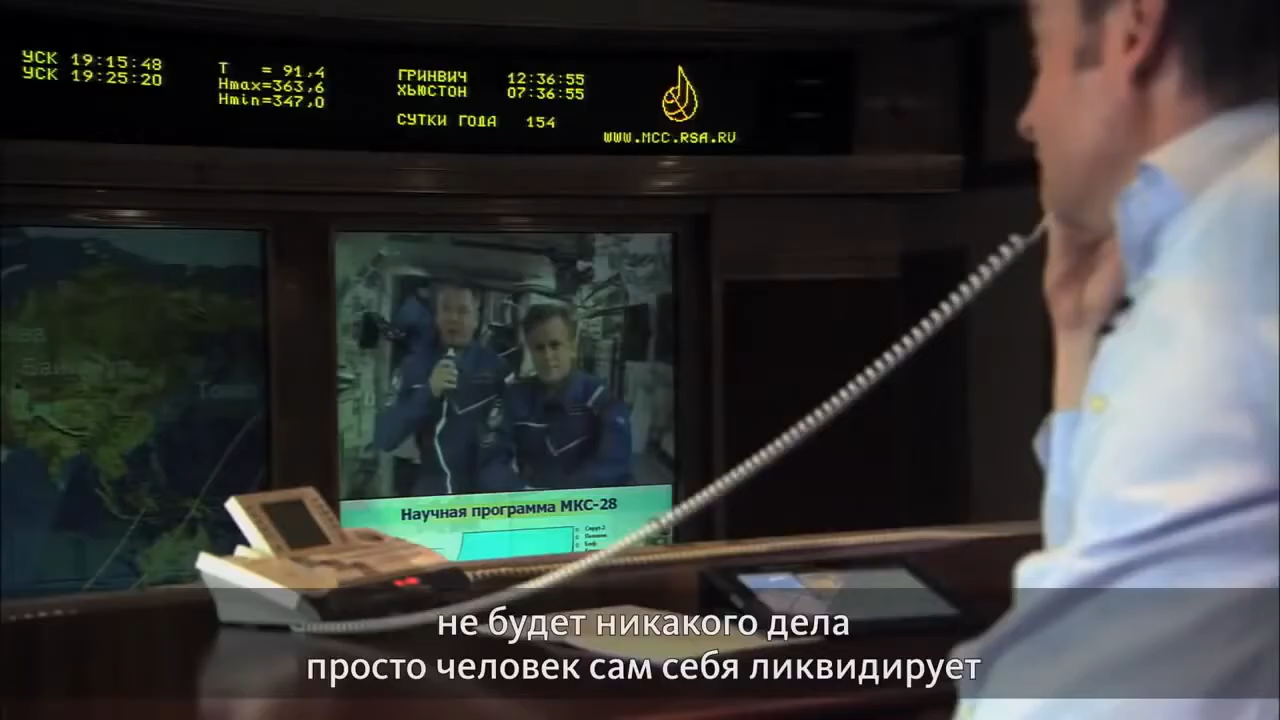 УСК 19:15:48
УСК 19:25:20
T = 91,4
Hmax=363,6
Hmin=347,0
ГРИНВИЧ 12:36:55
ХЬЮСТОН 07:36:55
СУТКИ ГОДА 154
WWW.MCC.RSA.RU
Научная программа МКС-28
не будет никакого дела
просто человек сам себя ликвидирует